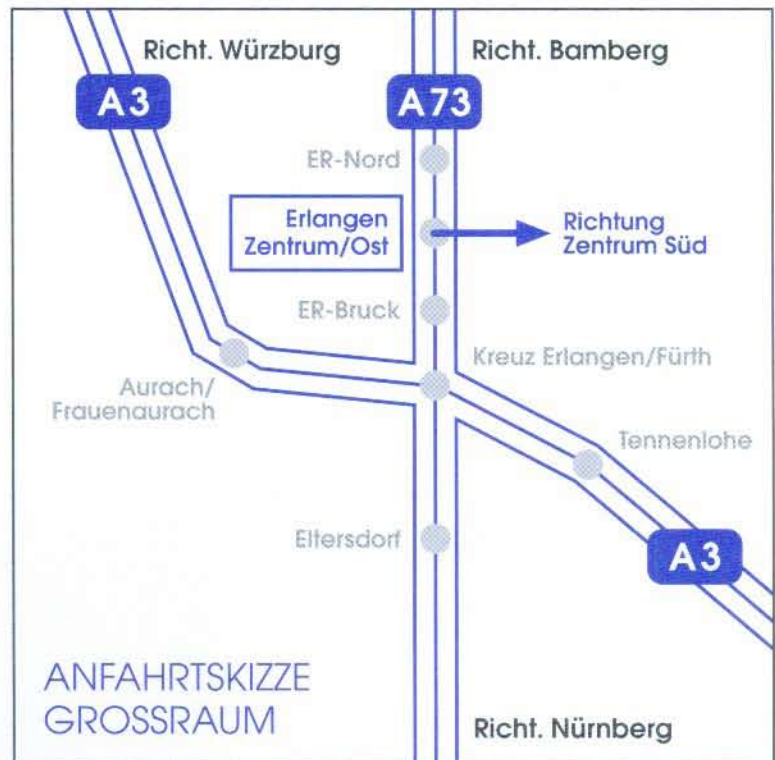 Richt. Würzburg
Richt. Bamberg
A3
A73
ER-Nord
Erlangen
Zentrum/Ost
Richtung
Zentrum Süd
ER-Bruck
Kreuz Erlangen/Fürth
Aurach/
Frauenaurach
Tennenlohe
Eltersdorf
A3
ANFAHRTSKIZZE
GROSSRAUM
Richt. Nürnberg